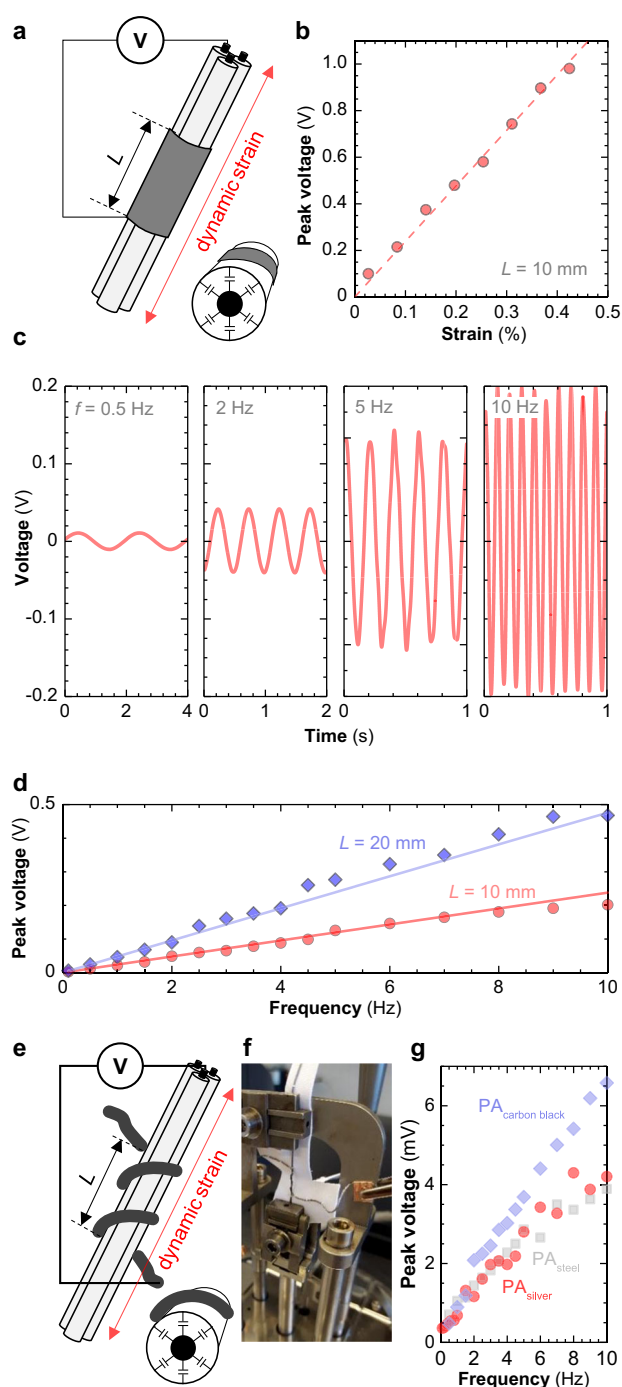 a
V
L
dynamic strain
b
Peak voltage (V)
1.0
0.8
0.6
0.4
0.2
0
L = 10 mm
0
0.1
0.2
0.3
0.4
0.5
Strain (%)
c
Voltage (V)
0.2
0.1
0
-0.1
-0.2
f = 0.5 Hz
2 Hz
5 Hz
10 Hz
0
2
4
0
1
2
0
1
0
1
Time (s)
d
Peak voltage (V)
0.5
0
L = 20 mm
L = 10 mm
0
2
4
6
8
10
Frequency (Hz)
e
V
L
dynamic strain
f
g
Peak voltage (mV)
6
4
2
0
PAcarbon black
PAsteel
PAsilver
0
2
4
6
8
10
Frequency (Hz)